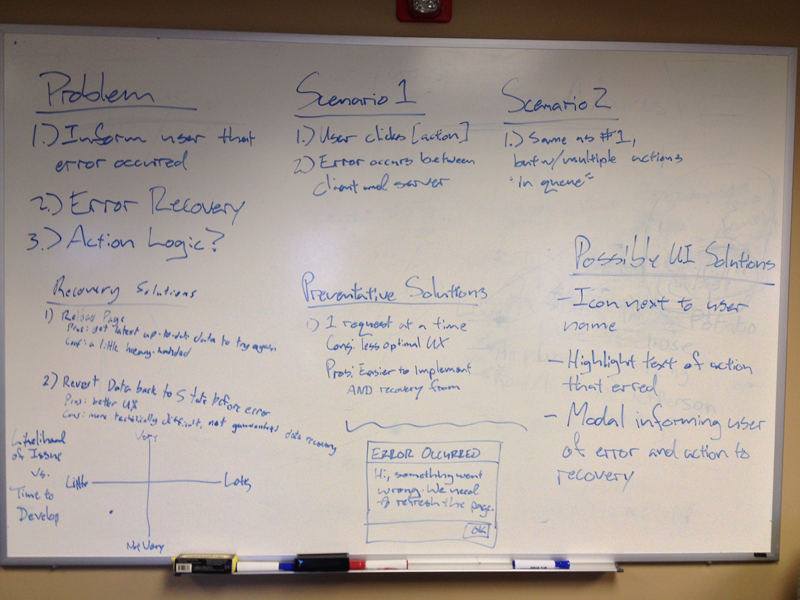 Problem
1.) Inform user that
error occurred
2.) Error Recovery
3.) Action Logic?
Scenario 1
1.) User clicks [action]
2) Error occurs between
client and server
Scenario 2
1.) Same as #1,
but w/ multiple actions
"in queue"
Recovery Solutions
1) Reload Page
Pros: get latest up-to-date data to try again
Cons: a little heavy-handed
2) Revert Data back to State before error
Pros: better UX
Cons: more technically difficult, not guaranteed data recovery
Preventative Solutions
1) 1 request at a time
Cons: less optimal UX
Pros: Easier to implement
AND recovery from
Possible UI Solutions
- Icon next to user
name
- Highlight text of action
that erred
- Modal informing user
of error and action to
recovery
Likelihood
of Issue
vs.
Time to
Develop
Very
Little
Lots
Not Very
ERROR OCCURRED
Hi, something went
wrong. We need
to refresh the page.
OK